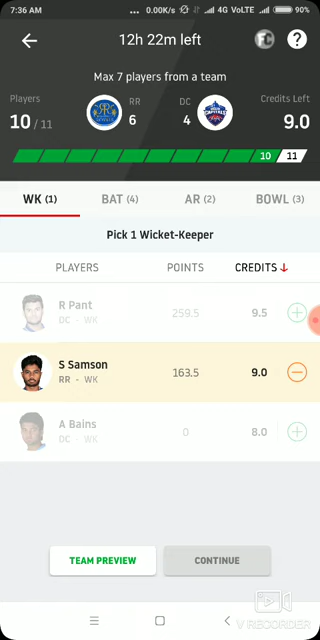 7:36 AM ... 0.00K/s 4G VoLTE 90%
12h 22m left FC ?
Max 7 players from a team
Players RR DC Credits Left
10 / 11 6 4 9.0
10 11
WK (1) BAT (4) AR (2) BOWL (3)
Pick 1 Wicket-Keeper
PLAYERS POINTS CREDITS ↓
R Pant 259.5 9.5
DC - WK
S Samson 163.5 9.0
RR - WK
A Bains 0 8.0
DC - WK
TEAM PREVIEW CONTINUE
V RECORDER